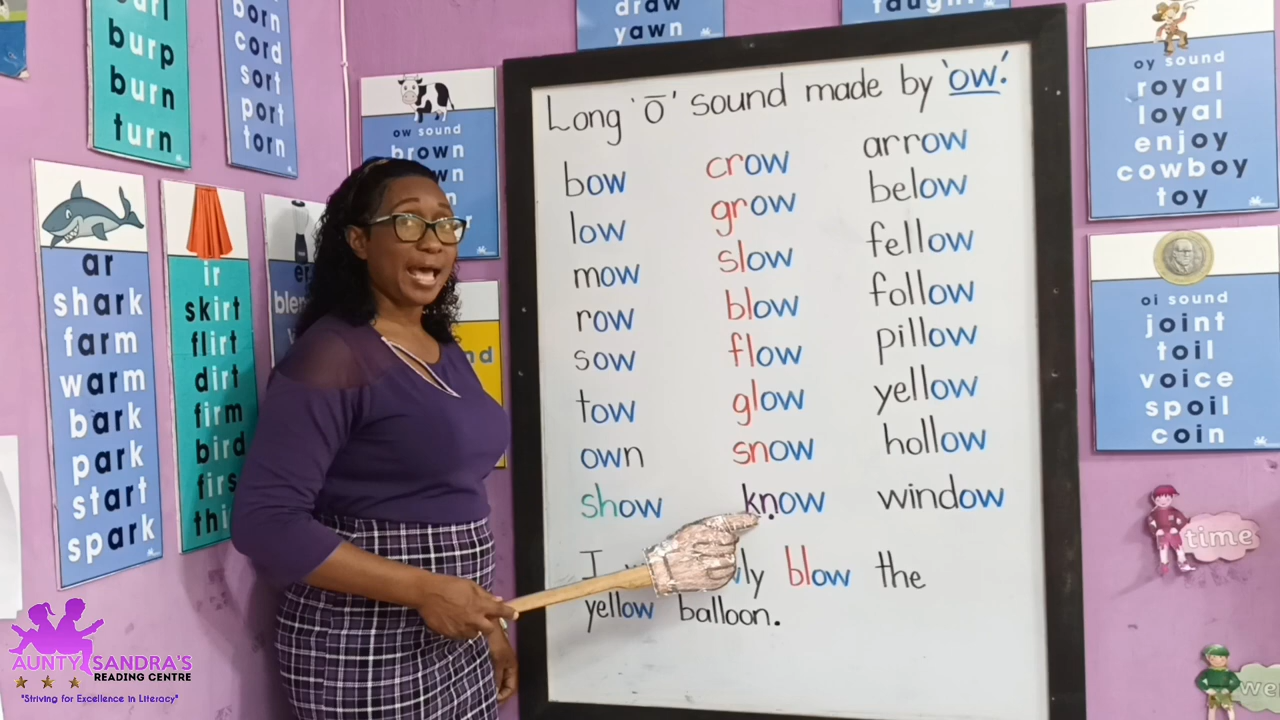 burp
burn
turn
born
cord
sort
port
torn
draw
yawn
ow sound
brown
ar
shark
farm
warm
bark
park
start
spark
ir
skirt
flirt
dirt
firm
bird
Long 'ō' sound made by 'ow'.
bow crow arrow
low grow below
mow slow fellow
row blow follow
sow flow pillow
tow glow yellow
own snow hollow
show know window
I blow the
yellow balloon.
oy sound
royal
loyal
enjoy
cowboy
toy
oi sound
joint
toil
voice
spoil
coin
time
AUNTY SANDRA'S
READING CENTRE
"Striving for Excellence in Literacy"